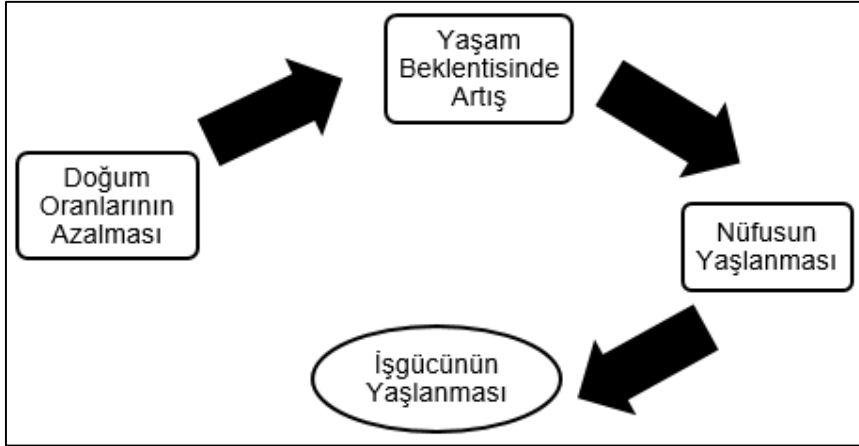 Yaşam
Beklentisinde
Artış
Doğum
Oranlarının
Azalması
Nüfusun
Yaşlanması
İşgücünün
Yaşlanması